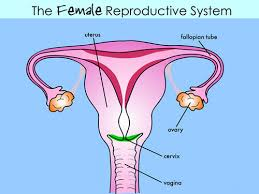 The Female Reproductive System
uterus
fallopian tube
ovary
cervix
vagina